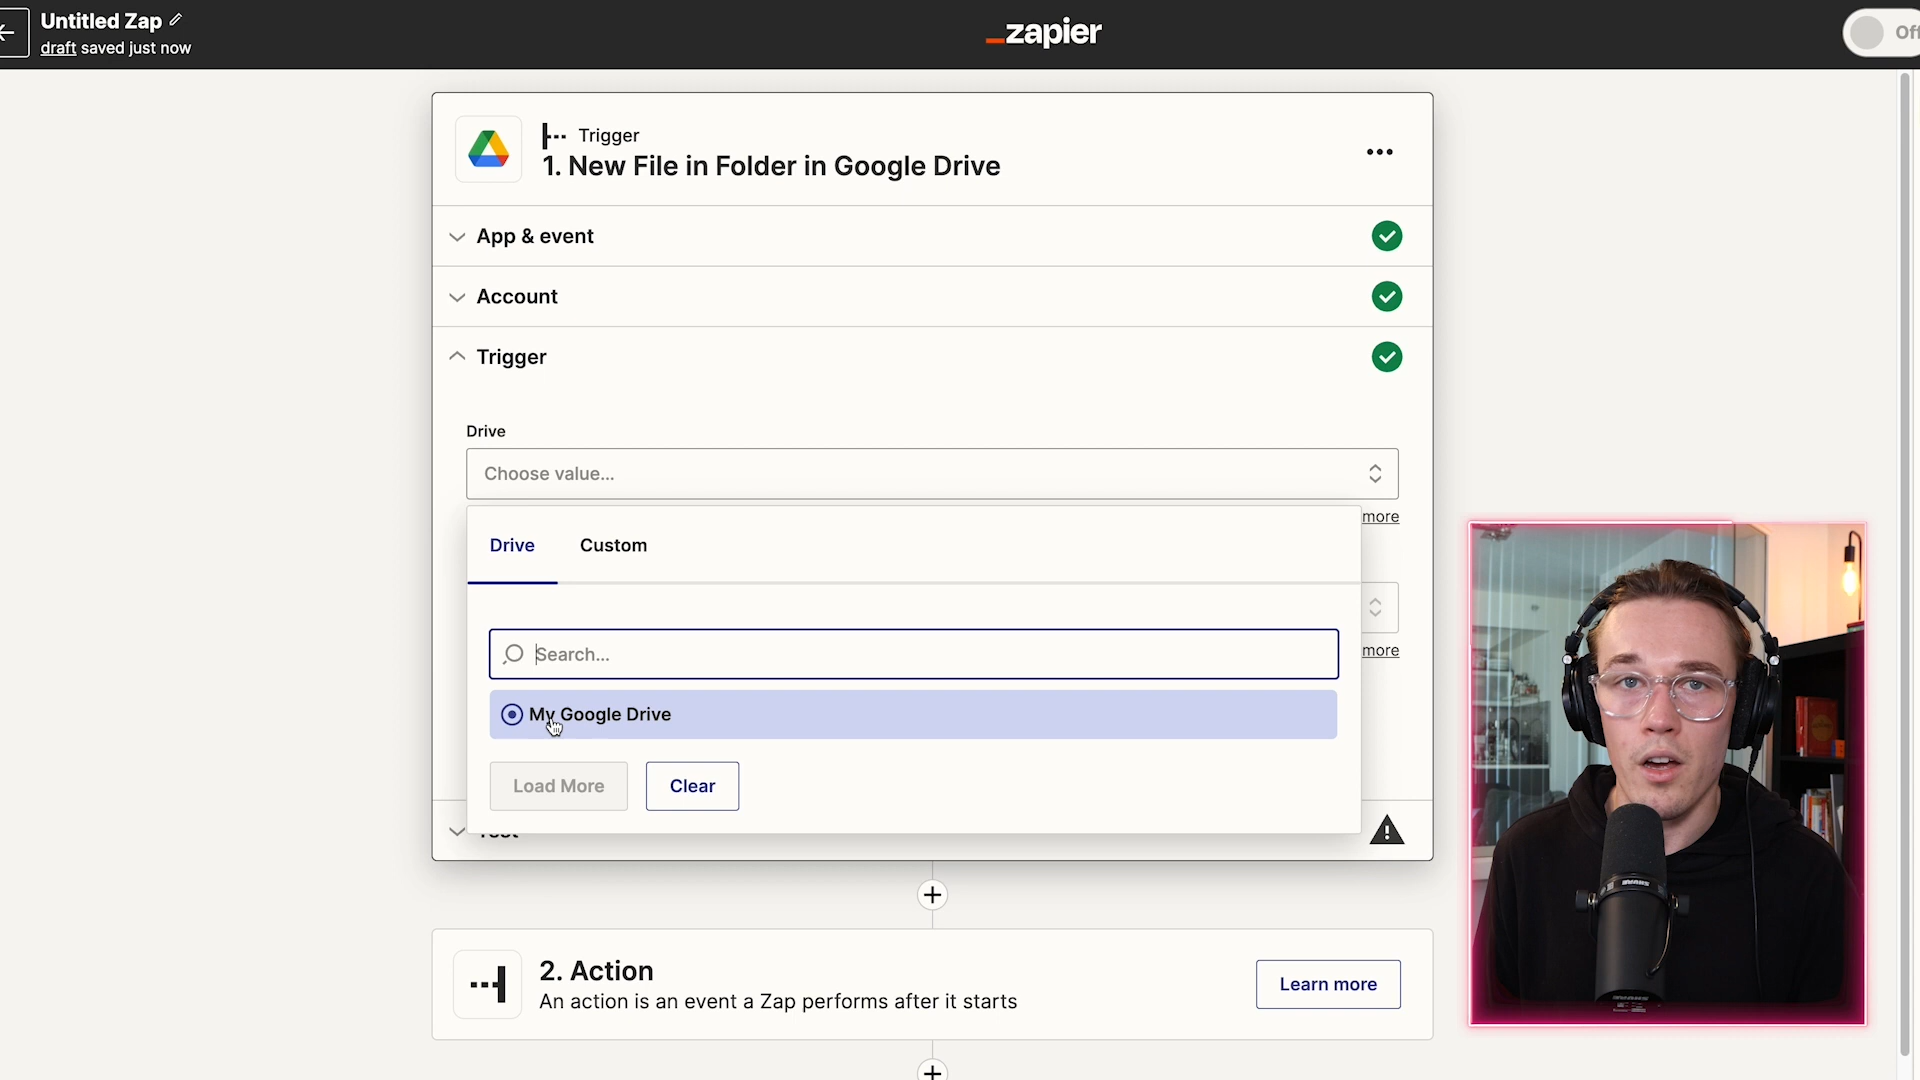 Untitled Zap
draft saved just now
zapier
Off
Trigger
1. New File in Folder in Google Drive
App & event
Account
Trigger
Drive
Choose value...
more
Drive
Custom
Search...
more
My Google Drive
Load More
Clear
Test
2. Action
An action is an event a Zap performs after it starts
Learn more
SHURE